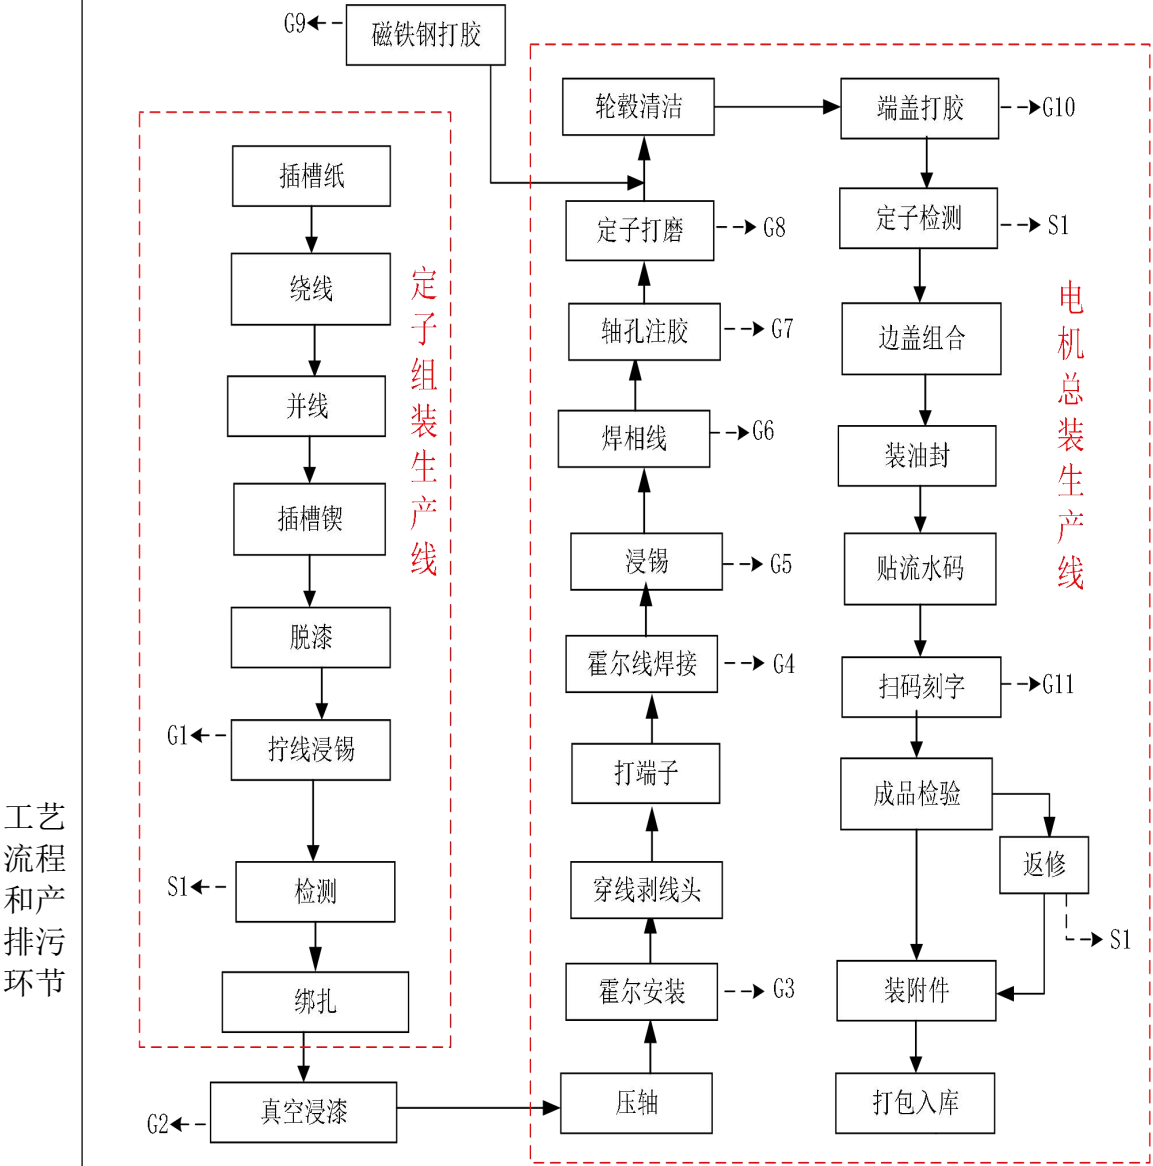 工艺
流程
和产
排污
环节
G9
磁铁钢打胶
插槽纸
绕线
并线
插槽锲
脱漆
G1
拧线浸锡
S1
检测
绑扎
G2
真空浸漆
定子组装生产线
轮毂清洁
定子打磨
G8
轴孔注胶
G7
焊相线
G6
浸锡
G5
霍尔线焊接
G4
打端子
穿线剥线头
霍尔安装
G3
压轴
端盖打胶
G10
定子检测
S1
边盖组合
装油封
贴流水码
扫码刻字
G11
成品检验
返修
S1
装附件
打包入库
电机总装生产线